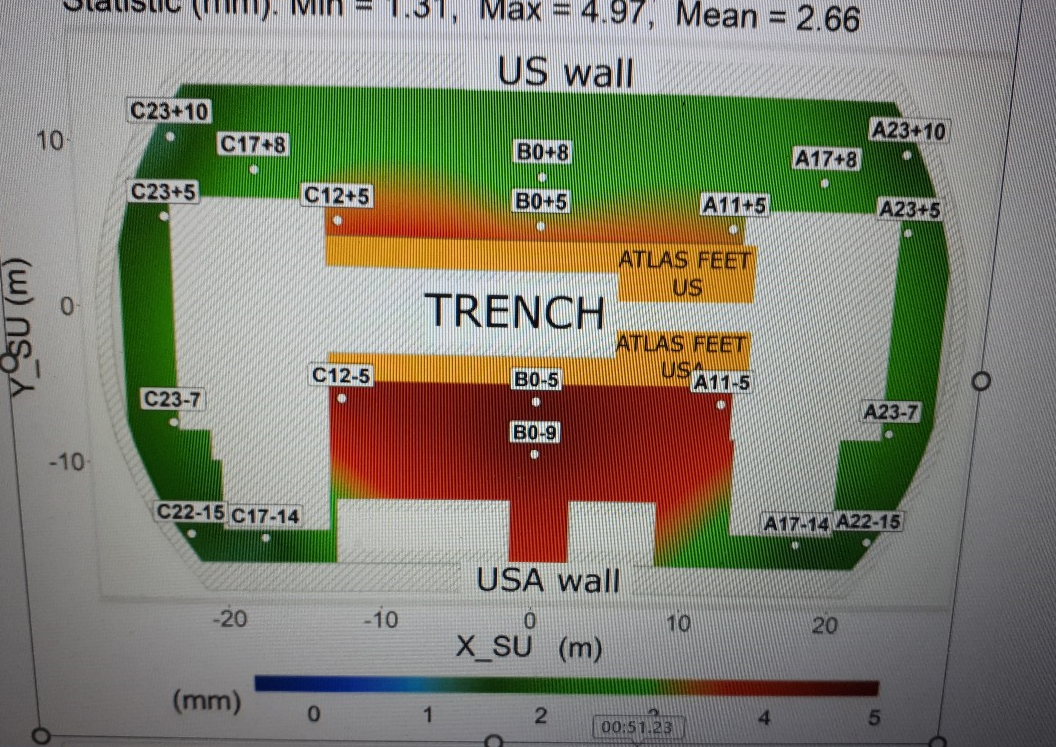 Statistic (mm): Min = 1.31, Max = 4.97, Mean = 2.66
US wall
C23+10
A23+10
10
C17+8
B0+8
A17+8
C23+5
C12+5
B0+5
A11+5
A23+5
ATLAS FEET
US
Y_SU (m)
0
TRENCH
ATLAS FEET
USA
C12-5
B0-5
A11-5
C23-7
A23-7
B0-9
-10
C22-15
C17-14
A17-14
A22-15
USA wall
-20
-10
0
10
20
X_SU (m)
(mm)
0
1
2
3
4
5
00:51.23